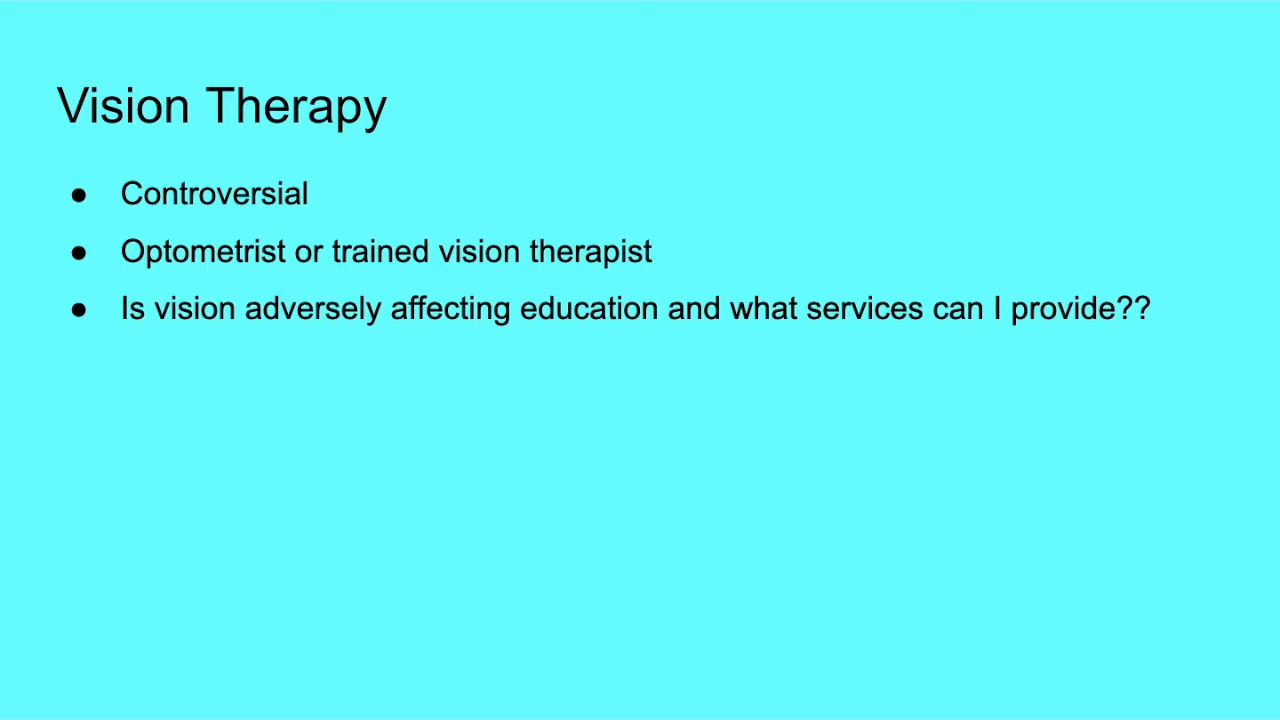 Vision Therapy
● Controversial
● Optometrist or trained vision therapist
● Is vision adversely affecting education and what services can I provide??